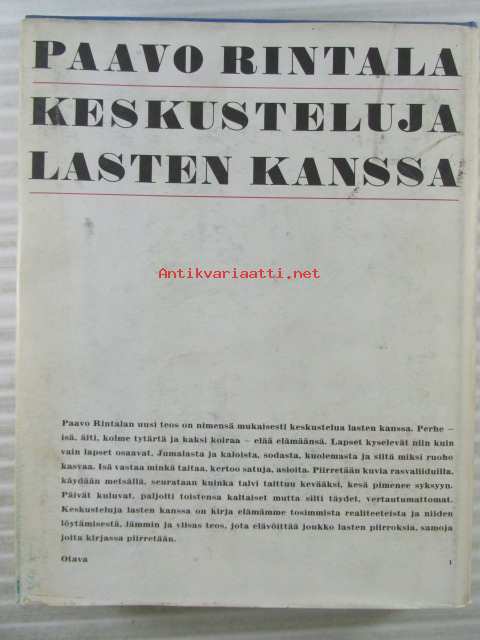 PAAVO RINTALA
KESKUSTELUJA
LASTEN KANSSA
Antikvariaatti.net
Paavo Rintalan uusi teos on nimensä mukaisesti keskustelua lasten kanssa. Perhe –
isä, äiti, kolme tytärtä ja kaksi koiraa – elää elämäänsä. Lapset kyselevät niin kuin
vain lapset osaavat. Jumalasta ja kaloista, sodasta, kuolemasta ja siitä miksi ruoho
kasvaa. Isä vastaa minkä taitaa, kertoo satuja, asioita. Piirretään kuvia rasvaliiduilla,
käydään metsällä, seurataan kuinka talvi taittuu kevääksi, kesä pimenee syksyyn.
Päivät kuluvat, paljolti toistensa kaltaiset mutta silti täydet, vertautumattomat.
Keskusteluja lasten kanssa on kirja elämämme tosimmista realiteeteista ja niiden
löytämisestä, lämmin ja viisas teos, jota elävöittää joukko lasten piirroksia, samoja
joita kirjassa piirretään.
Otava 1